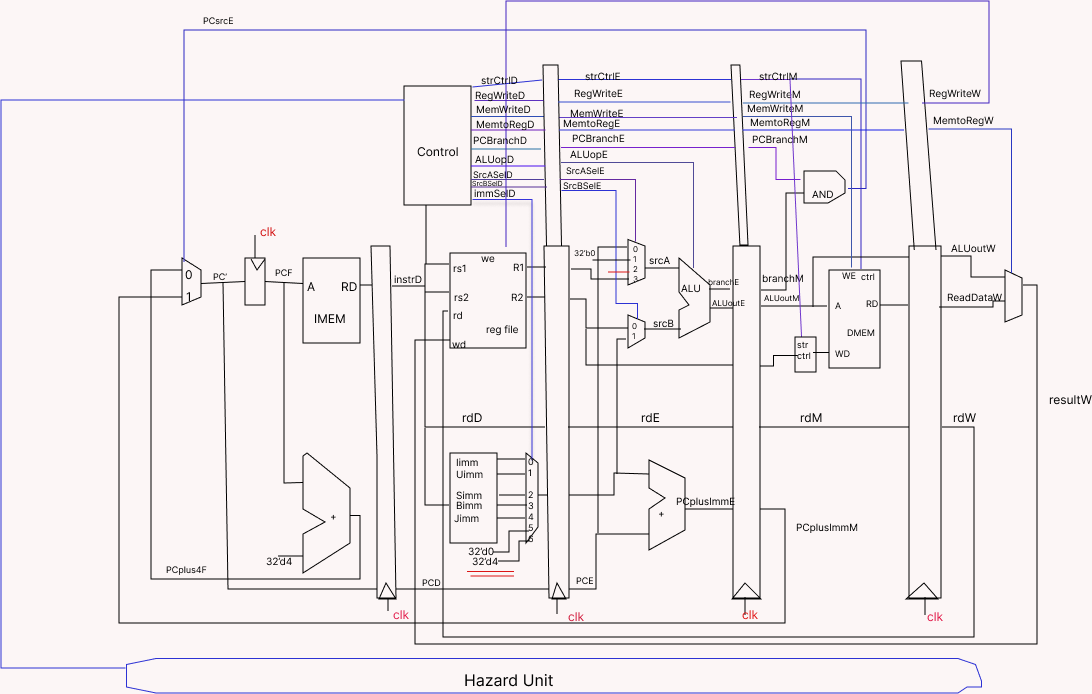 PCsrcE
strCtrlD
strCtrlE
strCtrlM
RegWriteD
RegWriteE
RegWriteM
RegWriteW
MemWriteD
MemWriteE
MemWriteM
MemtoRegD
MemtoRegE
MemtoRegM
MemtoRegW
Control
PCBranchD
PCBranchE
PCBranchM
ALUopD
ALUopE
SrcASelD
SrcASelE
SrcBSelD
SrcBSelE
immSelD
AND
clk
0
1
PC'
PCF
A
RD
IMEM
instrD
we
rs1
R1
rs2
R2
rd
reg file
wd
32'b0
0
1
2
3
srcA
ALU
branchE
ALUoutE
0
1
srcB
branchM
ALUoutM
WE
ctrl
A
RD
DMEM
WD
str
ctrl
ALUoutW
ReadDataW
resultW
rdD
rdE
rdM
rdW
Iimm
Uimm
Simm
Bimm
Jimm
0
1
2
3
4
5
6
32'd0
32'd4
+
32'd4
PCplus4F
PCD
PCE
+
PCplusImmE
PCplusImmM
clk
clk
clk
clk
Hazard Unit